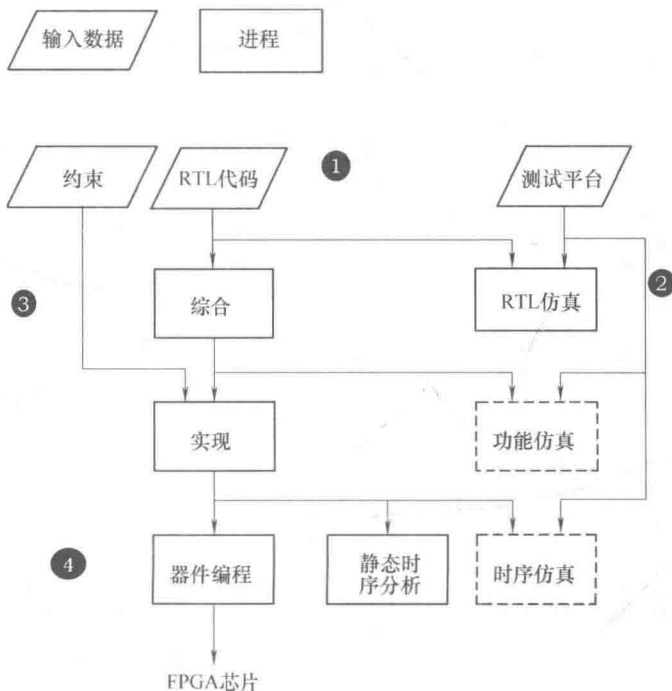 输入数据
进程
约束
RTL代码
1
测试平台
3
综合
RTL仿真
2
实现
功能仿真
4
器件编程
静态时
序分析
时序仿真
FPGA芯片